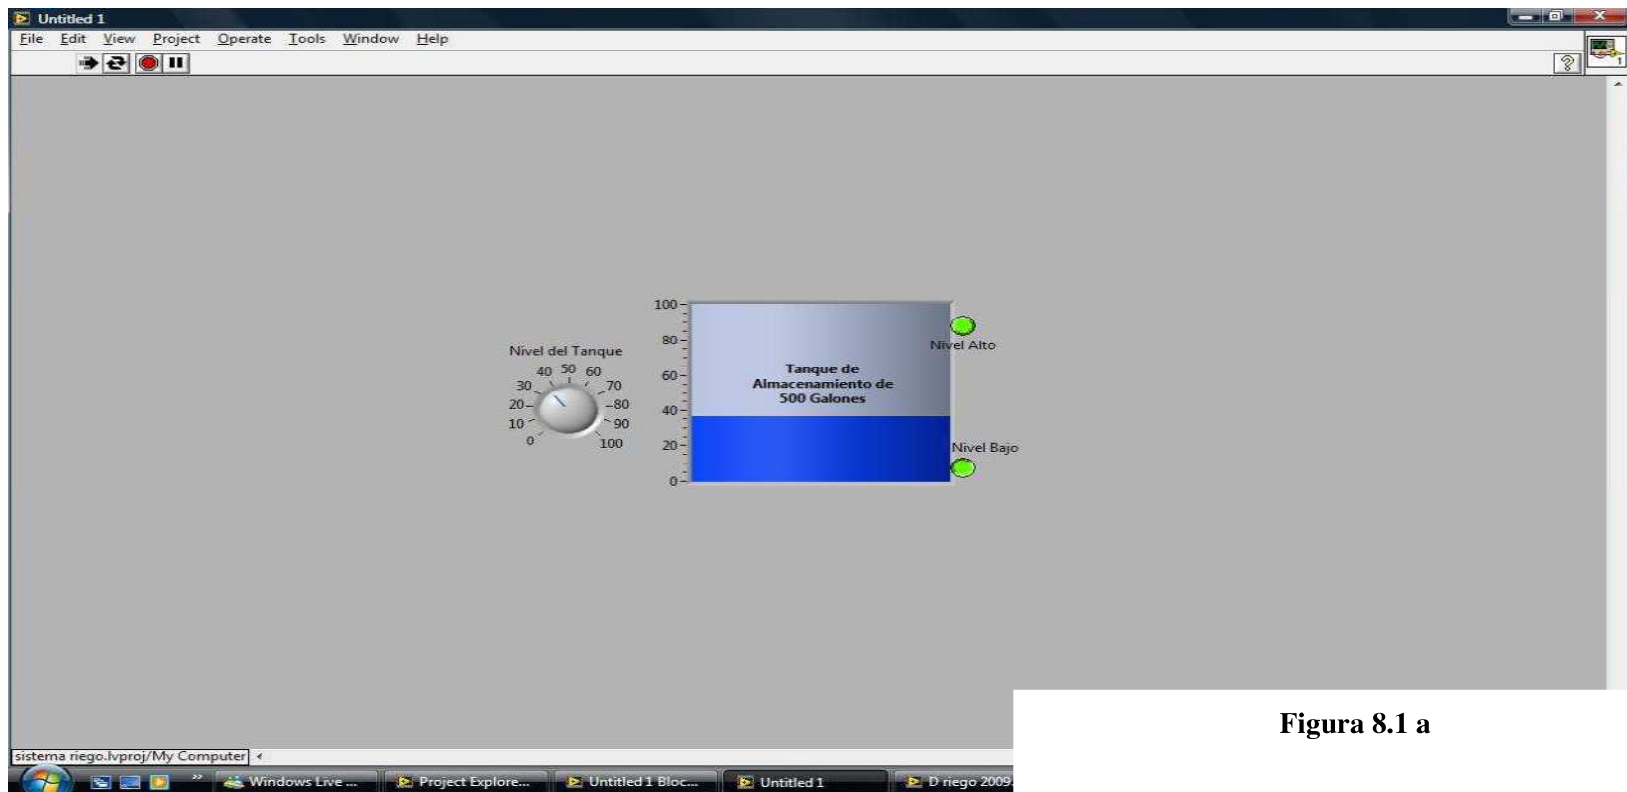 Untitled 1
File Edit View Project Operate Tools Window Help
?
1
Nivel del Tanque
0 10 20 30 40 50 60 70 80 90 100
100
80
60
40
20
0
Tanque de
Almacenamiento de
500 Galones
Nivel Alto
Nivel Bajo
Figura 8.1 a
sistema riego.lvproj/My Computer
Windows Live ... Project Explore... Untitled 1 Bloc... Untitled 1 D riego 2009